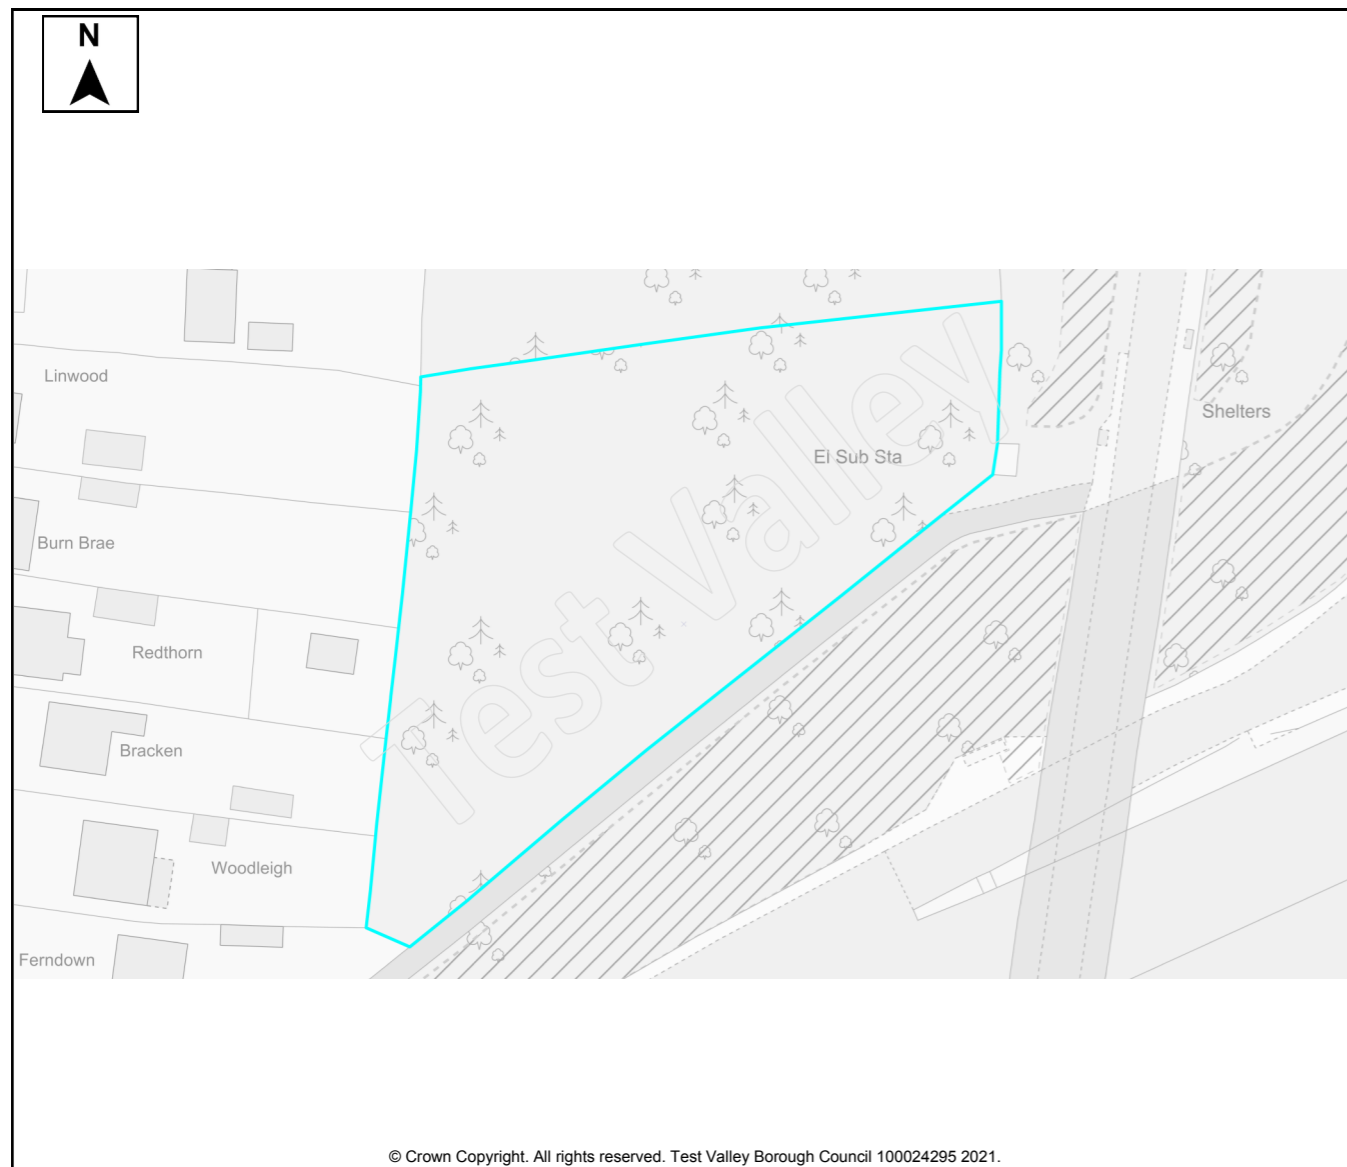 N
Linwood
Shelters
El Sub Sta
Burn Brae
Redthorn
Bracken
Woodleigh
Ferndown
Test Valley
© Crown Copyright. All rights reserved. Test Valley Borough Council 100024295 2021.